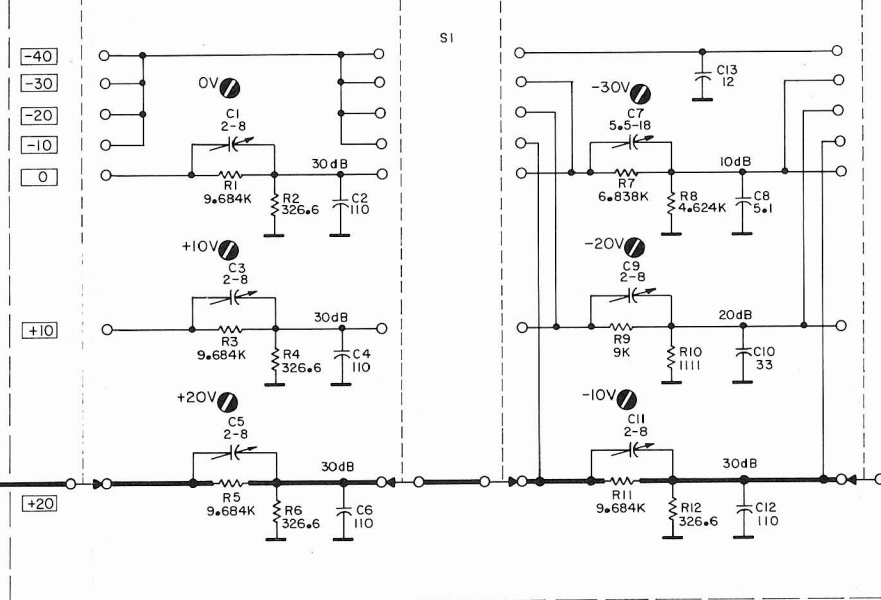 S1
-40
-30
-20
-10
0
+10
+20
0V
C1
2-8
R1
9.684K
30dB
R2
326.6
C2
110
+10V
C3
2-8
R3
9.684K
30dB
R4
326.6
C4
110
+20V
C5
2-8
R5
9.684K
30dB
R6
326.6
C6
110
C13
12
-30V
C7
5.5-18
R7
6.838K
10dB
R8
4.624K
C8
5.1
-20V
C9
2-8
R9
9K
20dB
R10
1111
C10
33
-10V
C11
2-8
R11
9.684K
30dB
R12
326.6
C12
110